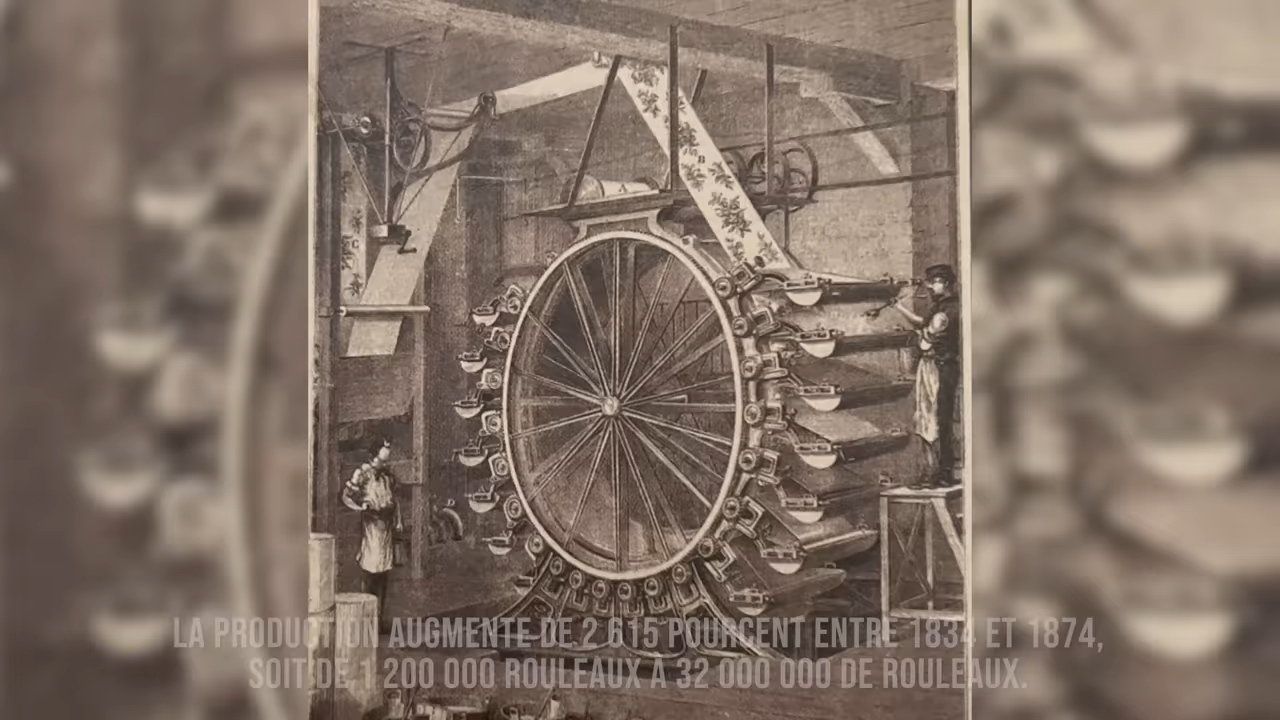 B
A
C
LA PRODUCTION AUGMENTE DE 2 615 POURCENT ENTRE 1834 ET 1874,
SOIT DE 200 000 ROULEAUX À 32 000 000 DE ROULEAUX.